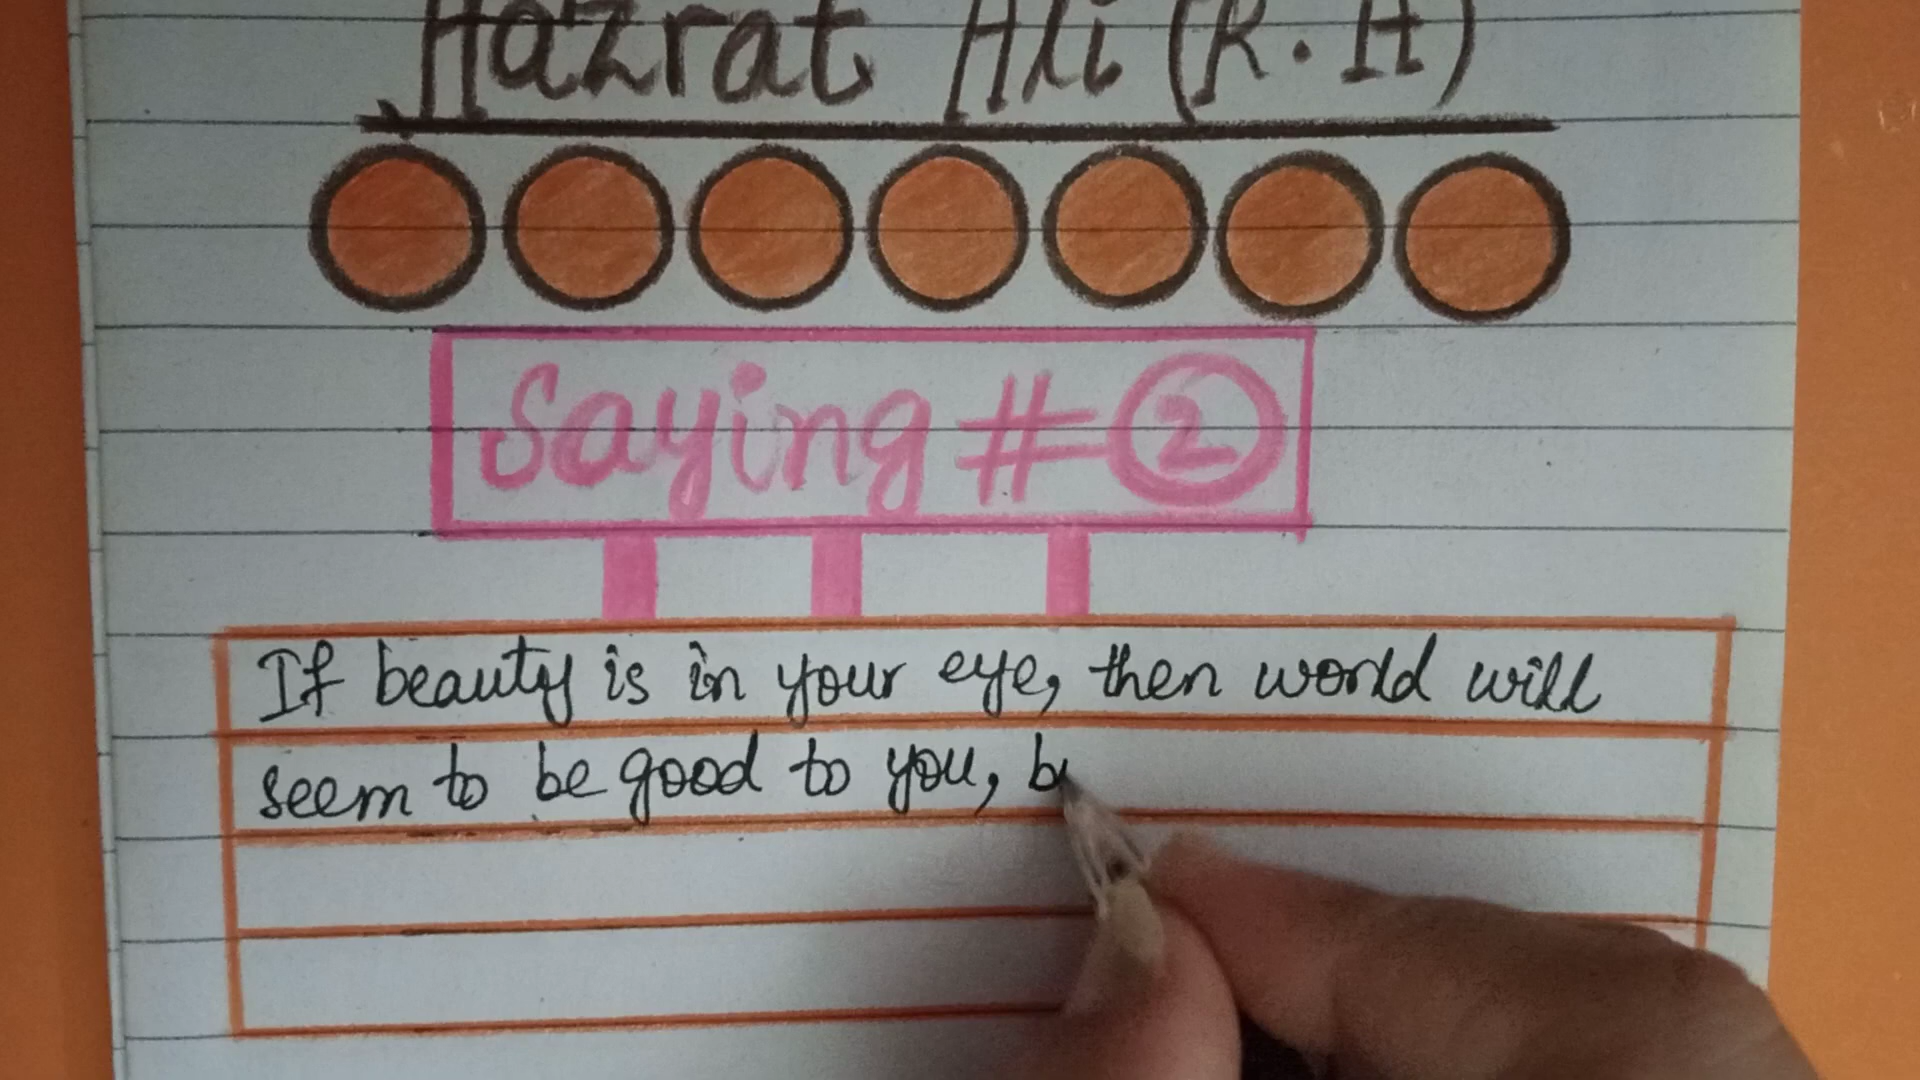 Hazrat Ali (R.A)
Saying # 2
If beauty is in your eye, then world will
seem to be good to you, b